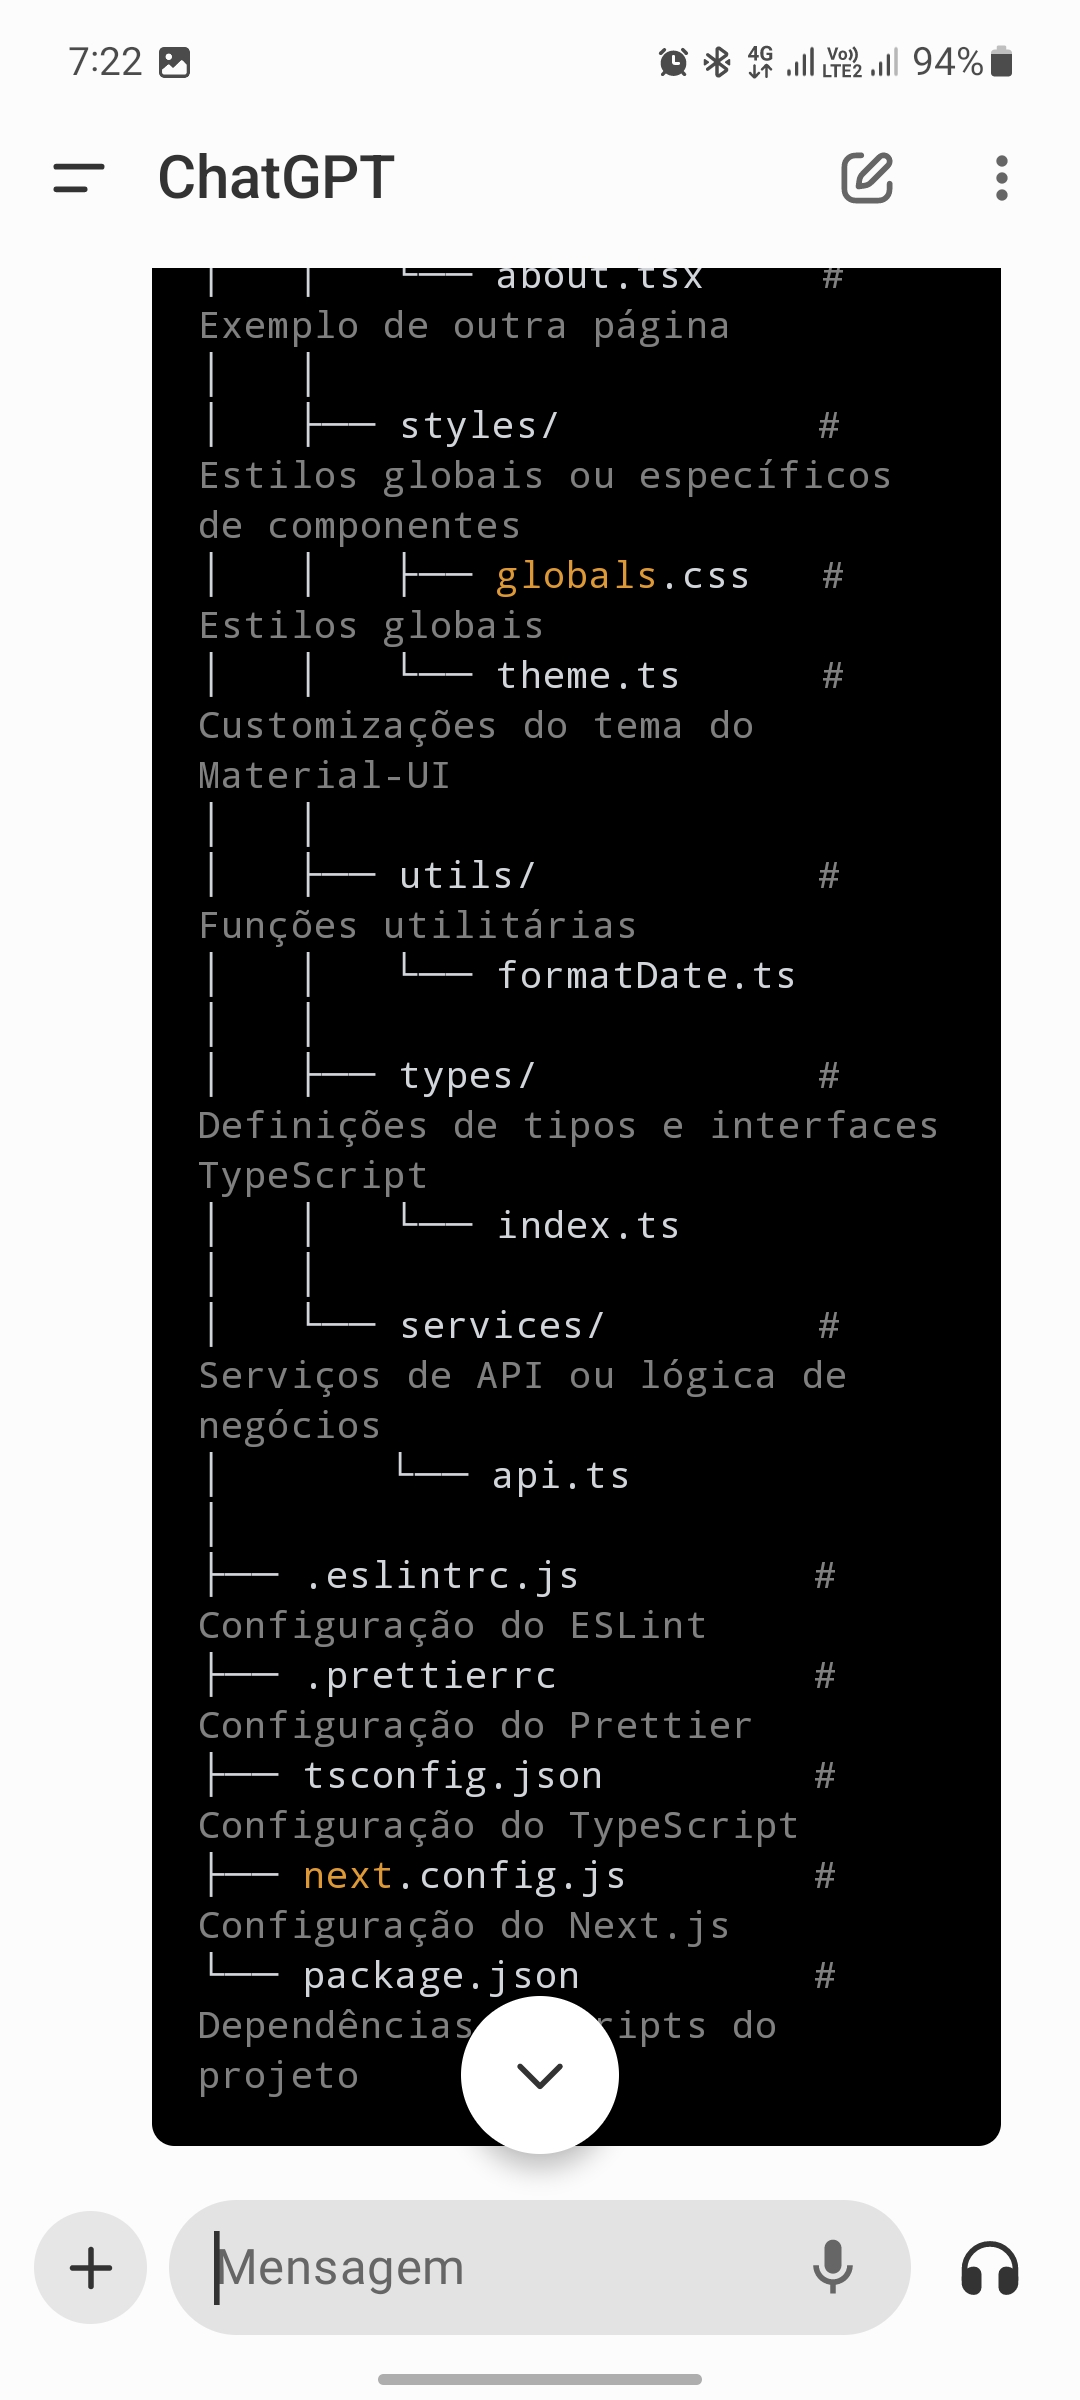 7:22 4G Vo)) LTE2 94%
ChatGPT
│   │   └── about.tsx     #
Exemplo de outra página
│   │
│   ├── styles/           #
Estilos globais ou específicos
de componentes
│   │   ├── globals.css   #
Estilos globais
│   │   └── theme.ts      #
Customizações do tema do
Material-UI
│   │
│   ├── utils/            #
Funções utilitárias
│   │   └── formatDate.ts
│   │
│   ├── types/            #
Definições de tipos e interfaces
TypeScript
│   │   └── index.ts
│   │
│   └── services/         #
Serviços de API ou lógica de
negócios
│       └── api.ts
│
├── .eslintrc.js          #
Configuração do ESLint
├── .prettierrc           #
Configuração do Prettier
├── tsconfig.json         #
Configuração do TypeScript
├── next.config.js        #
Configuração do Next.js
└── package.json          #
Dependências ripts do
projeto
Mensagem